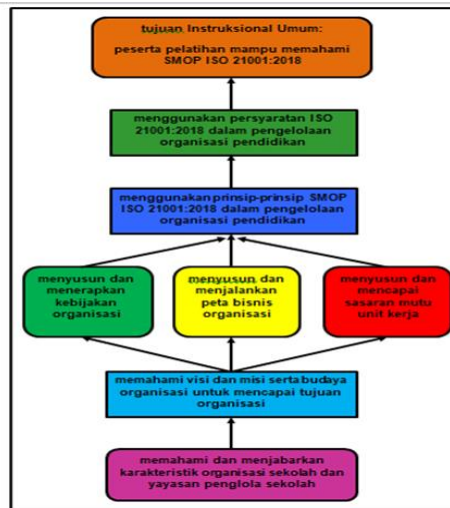 tujuan Instruksional Umum:
peserta pelatihan mampu memahami
SMOP ISO 21001:2018
menggunakan persyaratan ISO
21001:2018 dalam pengelolaan
organisasi pendidikan
menggunakan prinsip-prinsip SMOP
ISO 21001:2018 dalam pengelolaan
organisasi pendidikan
menyusun dan
menerapkan
kebijakan
organisasi
menyusun dan
menjalankan
peta bisnis
organisasi
menyusun dan
mencapai
sasaran mutu
unit kerja
memahami visi dan misi serta budaya
organisasi untuk mencapai tujuan
organisasi
memahami dan menjabarkan
karakteristik organisasi sekolah dan
yayasan penglola sekolah